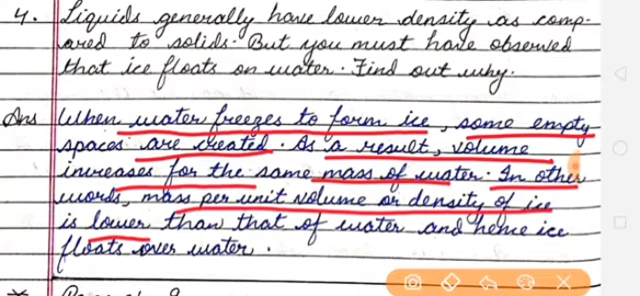 4. Liquids generally have lower density as comp-
ared to solids. But you must have observed
that ice floats on water. Find out why.
Ans When water freezes to form ice, some empty
spaces are created. As a result, volume
increases for the same mass of water. In other
words, mass per unit volume or density of ice
is lower than that of water and hence ice
floats over water.